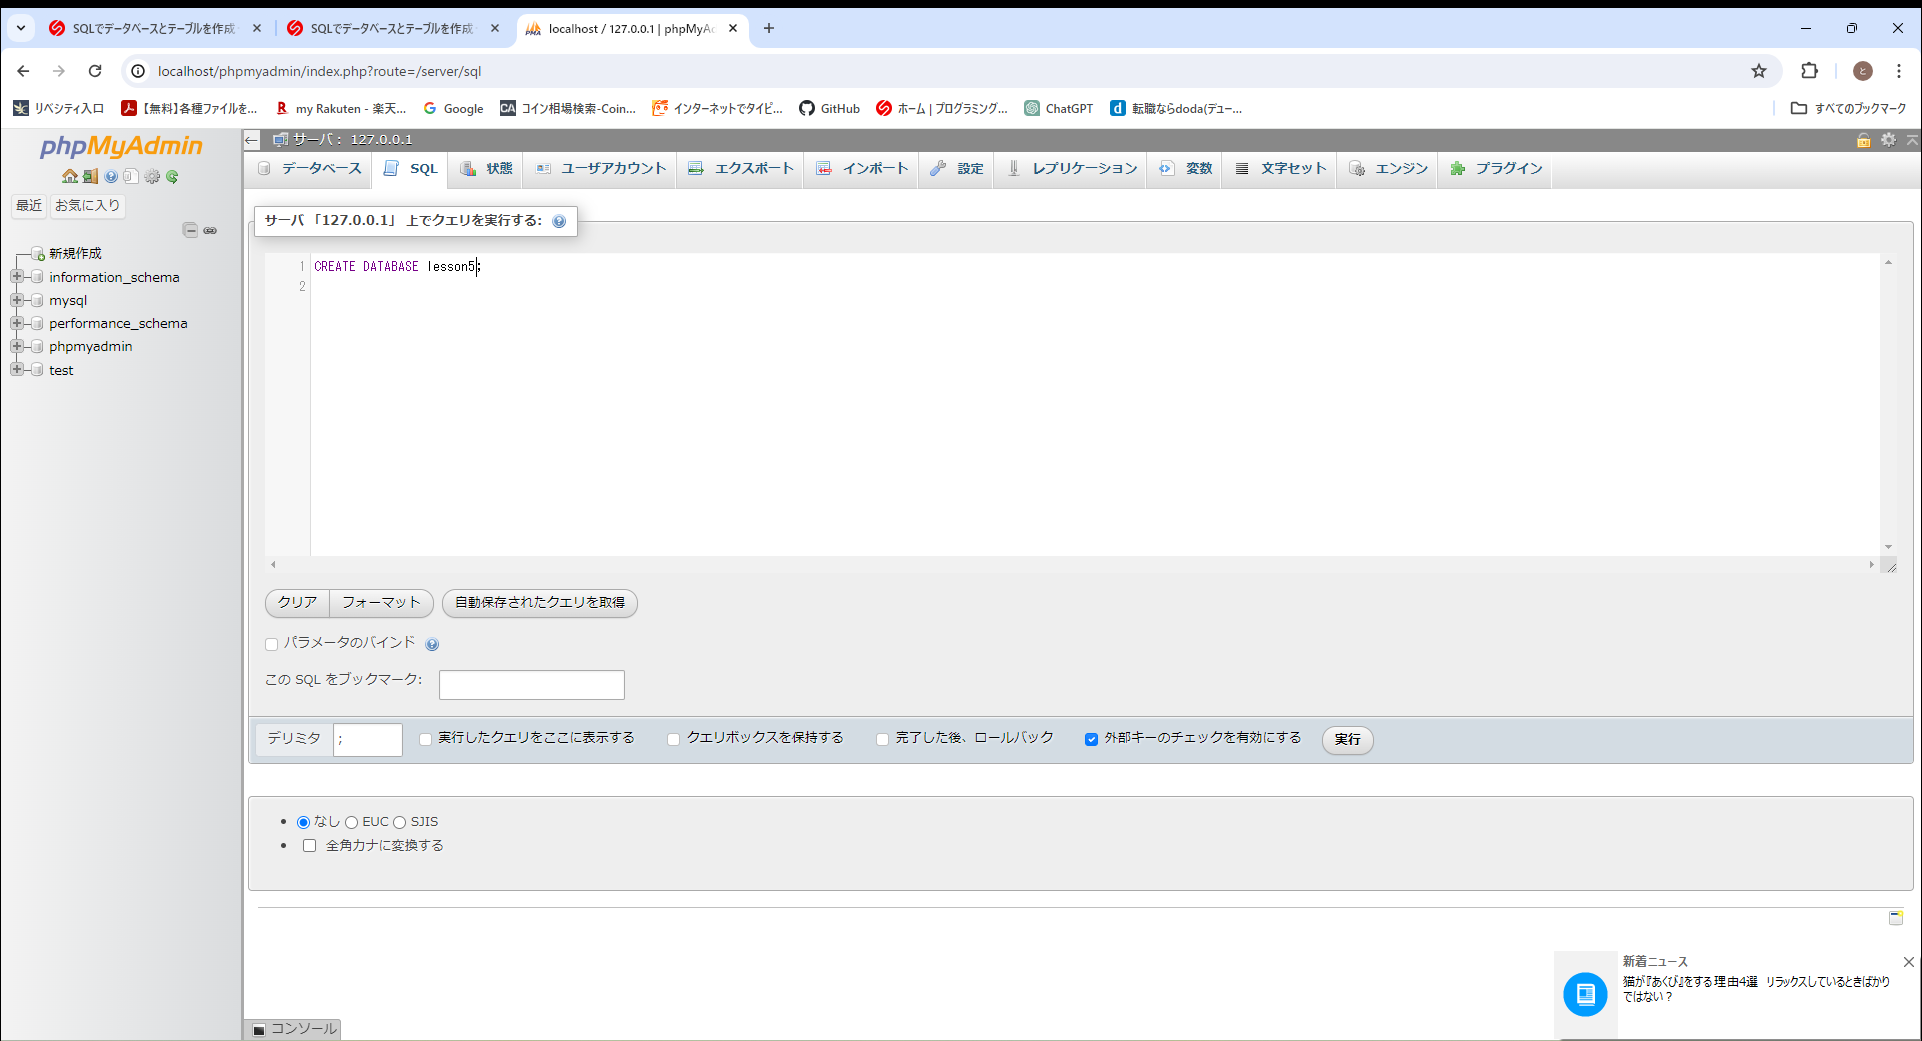 SQLでデータベースとテーブルを作成
SQLでデータベースとテーブルを作成
localhost / 127.0.0.1 | phpMyAc
localhost/phpmyadmin/index.php?route=/server/sql
リベシティ入口
【無料】各種ファイルを...
my Rakuten - 楽天...
Google
コイン相場検索-Coin...
インターネットでタイピ...
GitHub
ホーム | プログラミング...
ChatGPT
転職ならdoda(デュー...
すべてのブックマーク
phpMyAdmin
最近
お気に入り
新規作成
information_schema
mysql
performance_schema
phpmyadmin
test
サーバ: 127.0.0.1
データベース
SQL
状態
ユーザアカウント
エクスポート
インポート
設定
レプリケーション
変数
文字セット
エンジン
プラグイン
サーバ 「127.0.0.1」 上でクエリを実行する:
1 CREATE DATABASE lesson5;
2
クリア
フォーマット
自動保存されたクエリを取得
パラメータのバインド
この SQL をブックマーク:
デリミタ
;
実行したクエリをここに表示する
クエリボックスを保持する
完了した後、ロールバック
外部キーのチェックを有効にする
実行
なし EUC SJIS
全角カナに変換する
コンソール
新着ニュース
猫が『あくび』をする理由4選 リラックスしているときばかり
ではない？